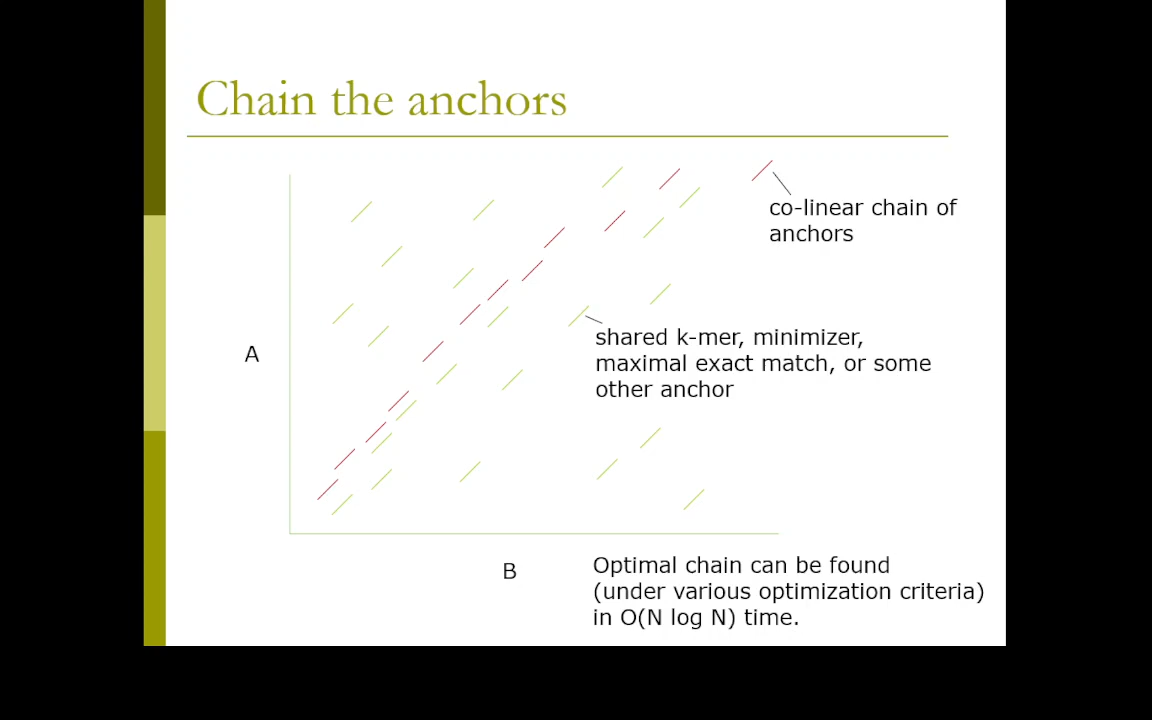 Chain the anchors
co-linear chain of
anchors
shared k-mer, minimizer,
maximal exact match, or some
other anchor
A
B
Optimal chain can be found
(under various optimization criteria)
in O(N log N) time.